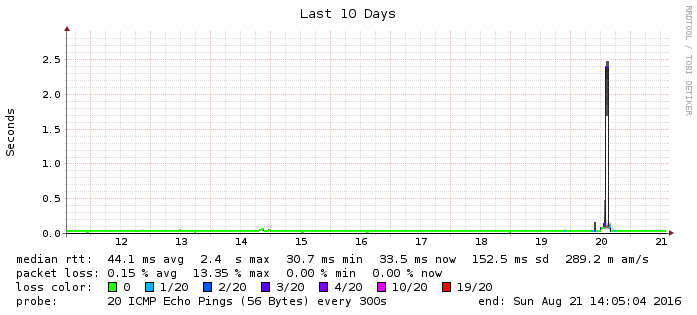 Last 10 Days
RRDTOOL / TOBI OETIKER
Seconds
2.5
2.0
1.5
1.0
0.5
0.0
12 13 14 15 16 17 18 19 20 21
median rtt: 44.1 ms avg 2.4 s max 30.7 ms min 33.5 ms now 152.5 ms sd 289.2 m am/s
packet loss: 0.15 % avg 13.35 % max 0.00 % min 0.00 % now
loss color: 0 1/20 2/20 3/20 4/20 10/20 19/20
probe: 20 ICMP Echo Pings (56 Bytes) every 300s end: Sun Aug 21 14:05:04 2016